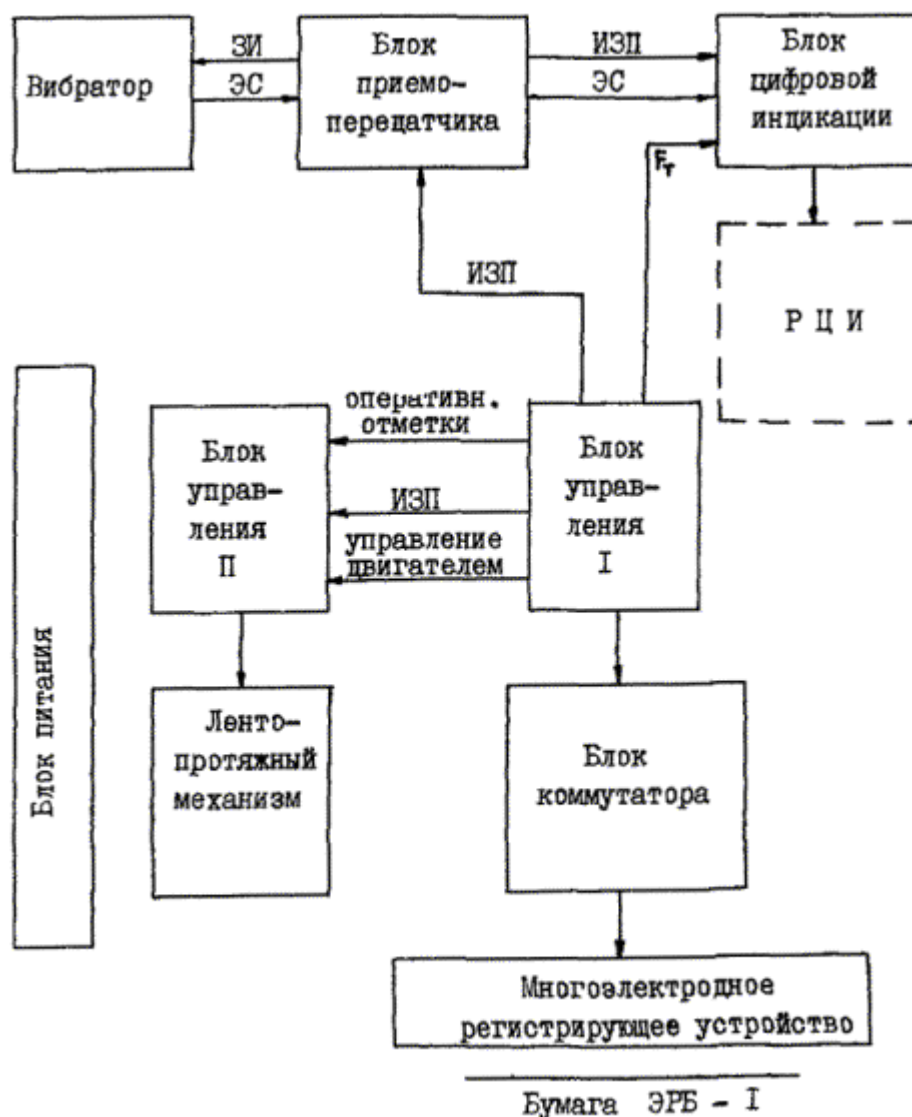 Вибратор
ЗИ
ЭС
Блок
приемо-
передатчика
ИЗП
ЭС
Блок
цифровой
индикации
Fт
ИЗП
Р Ц И
Блок питания
Блок
управ-
ления
П
оперативн.
отметки
ИЗП
управление
двигателем
Блок
управ-
ления
I
Ленто-
протяжный
механизм
Блок
коммутатора
Многоэлектродное
регистрирующее устройство
Бумага ЭРБ - I